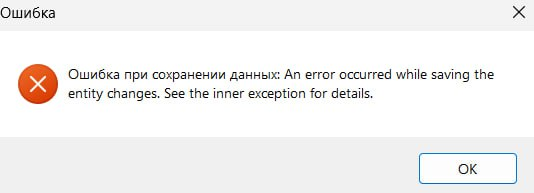 Ошибка
Ошибка при сохранении данных: An error occurred while saving the
entity changes. See the inner exception for details.
OK